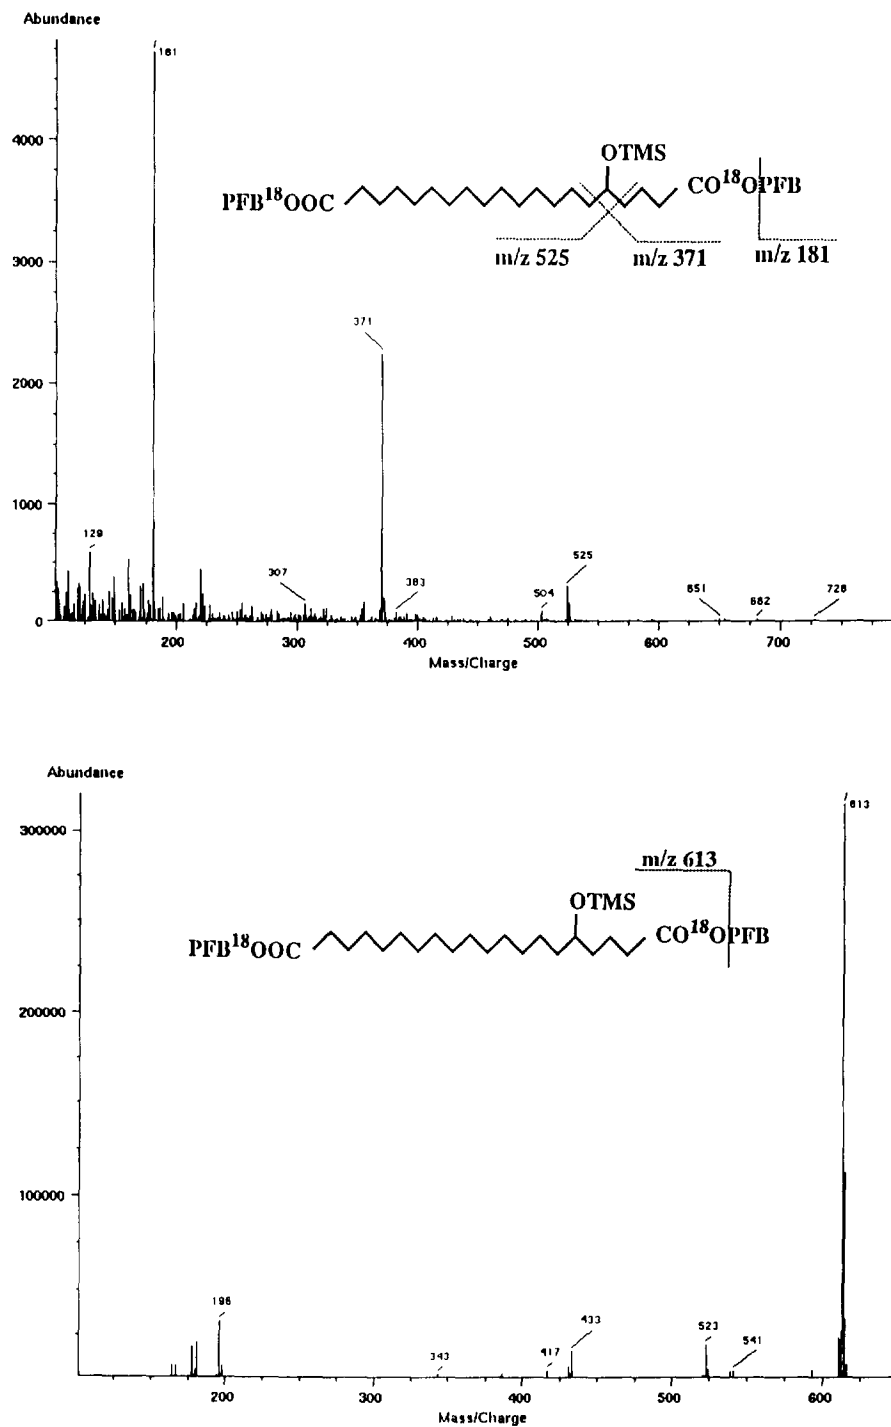 Abundance
181
4000
OTMS
PFB¹⁸OOC
CO¹⁸OPFB
m/z 525
m/z 371
m/z 181
3000
371
2000
1000
129
307
383
504
525
651
682
728
0
200
300
400
500
600
700
Mass/Charge
Abundance
613
300000
m/z 613
OTMS
PFB¹⁸OOC
CO¹⁸OPFB
200000
100000
196
343
417
433
523
541
200
300
400
500
600
Mass/Charge